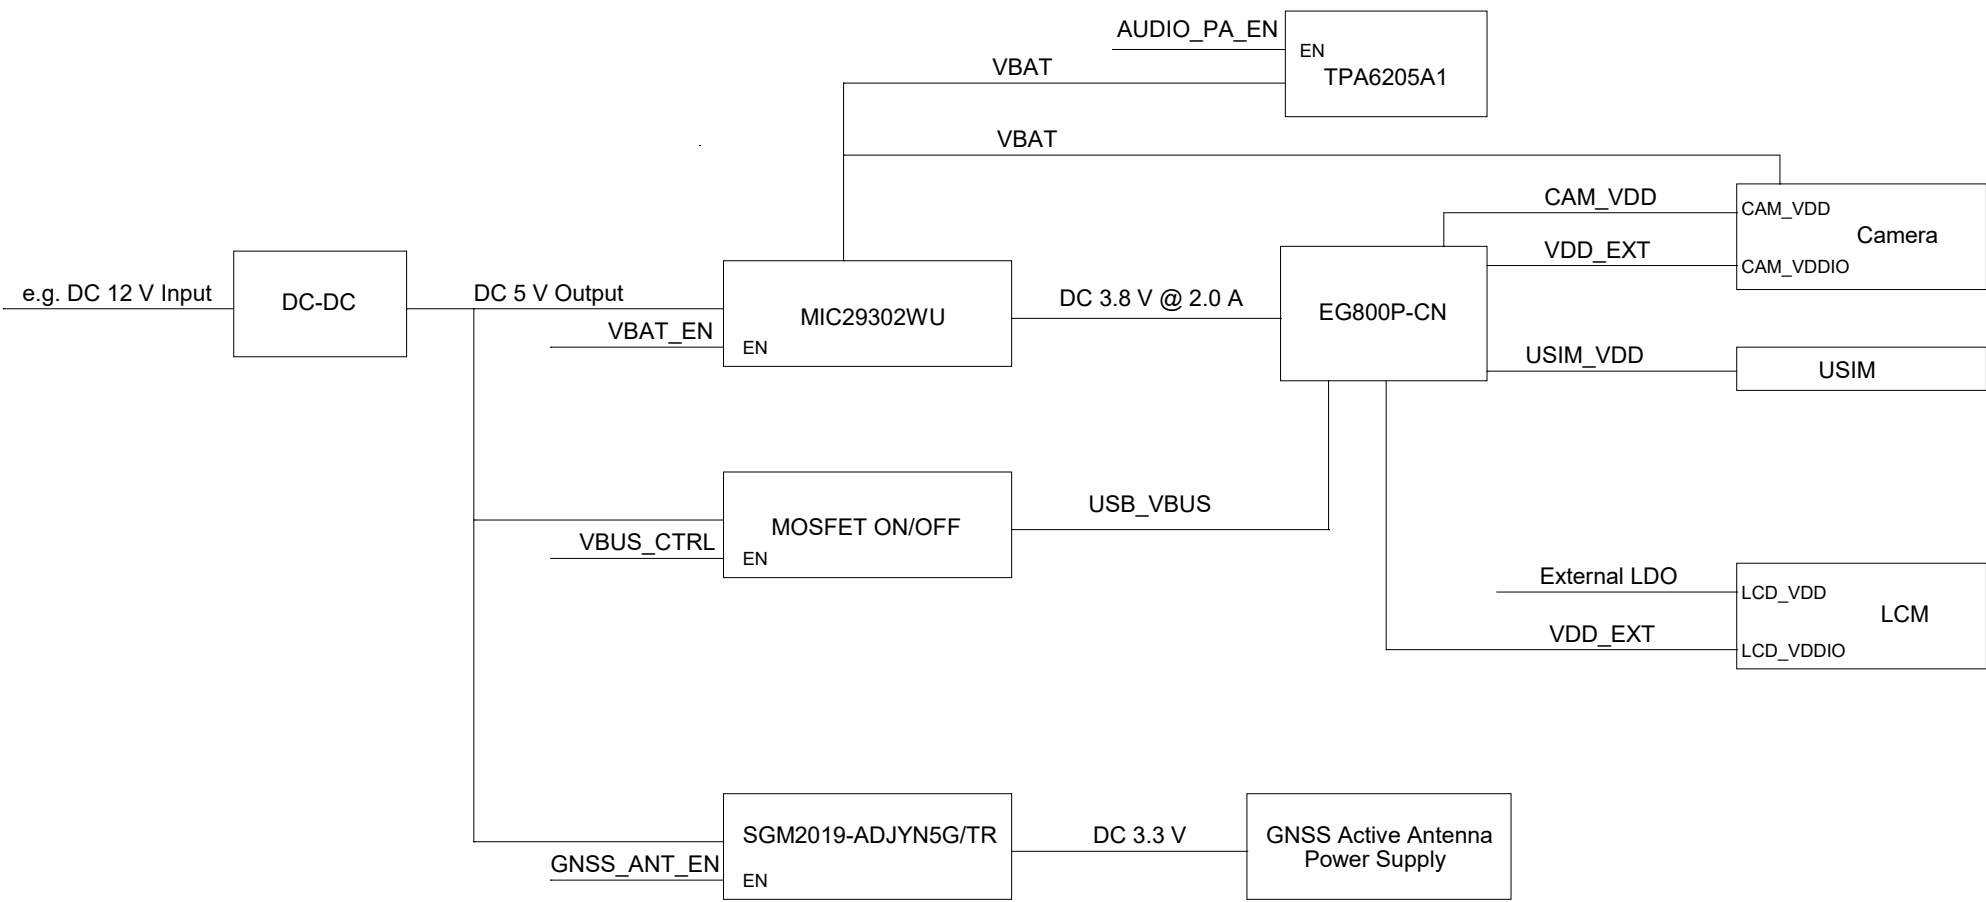 AUDIO_PA_EN
EN
TPA6205A1
VBAT
VBAT
CAM_VDD
CAM_VDD
Camera
VDD_EXT
CAM_VDDIO
e.g. DC 12 V Input
DC-DC
DC 5 V Output
MIC29302WU
VBAT_EN
EN
DC 3.8 V @ 2.0 A
EG800P-CN
USIM_VDD
USIM
MOSFET ON/OFF
VBUS_CTRL
EN
USB_VBUS
External LDO
LCD_VDD
LCM
VDD_EXT
LCD_VDDIO
SGM2019-ADJYN5G/TR
GNSS_ANT_EN
EN
DC 3.3 V
GNSS Active Antenna
Power Supply